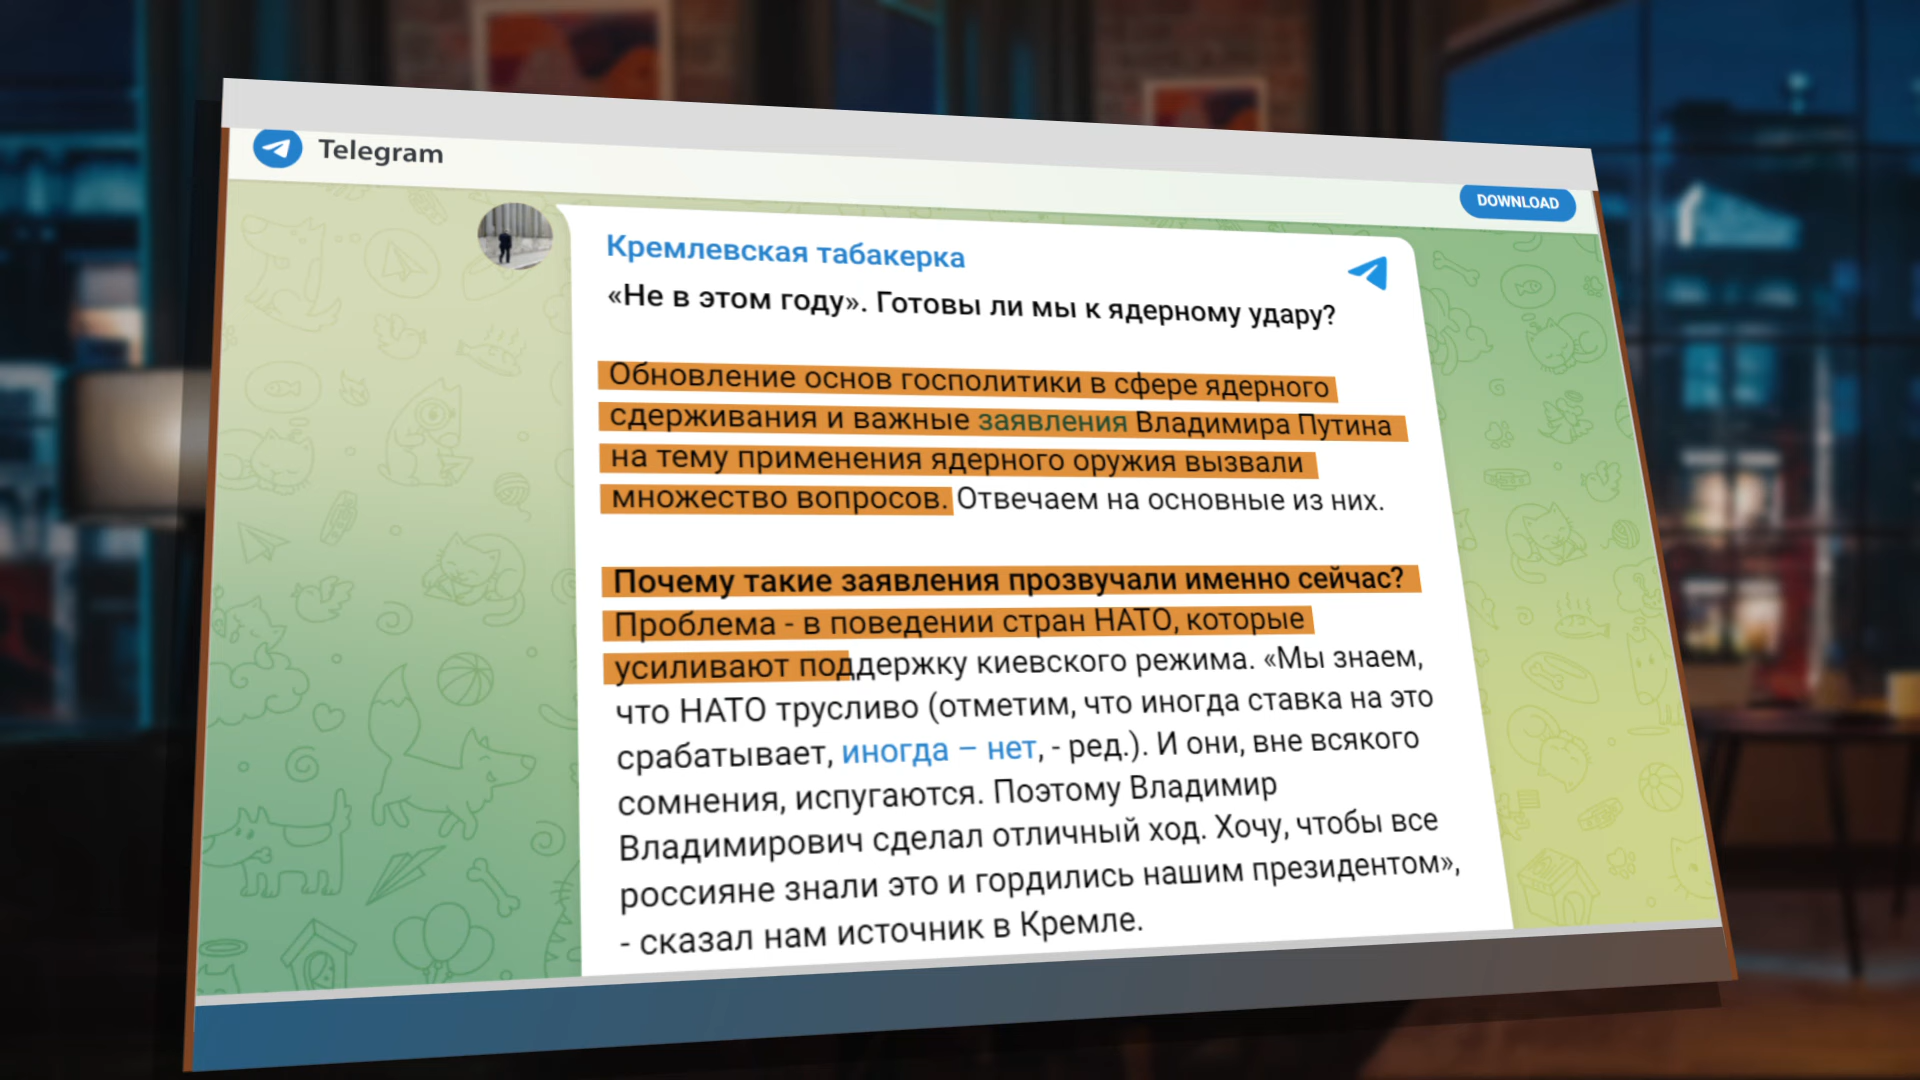 Telegram
DOWNLOAD
Кремлевская табакерка
«Не в этом году». Готовы ли мы к ядерному удару?
Обновление основ госполитики в сфере ядерного
сдерживания и важные заявления Владимира Путина
на тему применения ядерного оружия вызвали
множество вопросов. Отвечаем на основные из них.
Почему такие заявления прозвучали именно сейчас?
Проблема - в поведении стран НАТО, которые
усиливают поддержку киевского режима. «Мы знаем,
что НАТО трусливо (отметим, что иногда ставка на это
срабатывает, иногда – нет, - ред.). И они, вне всякого
сомнения, испугаются. Поэтому Владимир
Владимирович сделал отличный ход. Хочу, чтобы все
россияне знали это и гордились нашим президентом»,
- сказал нам источник в Кремле.